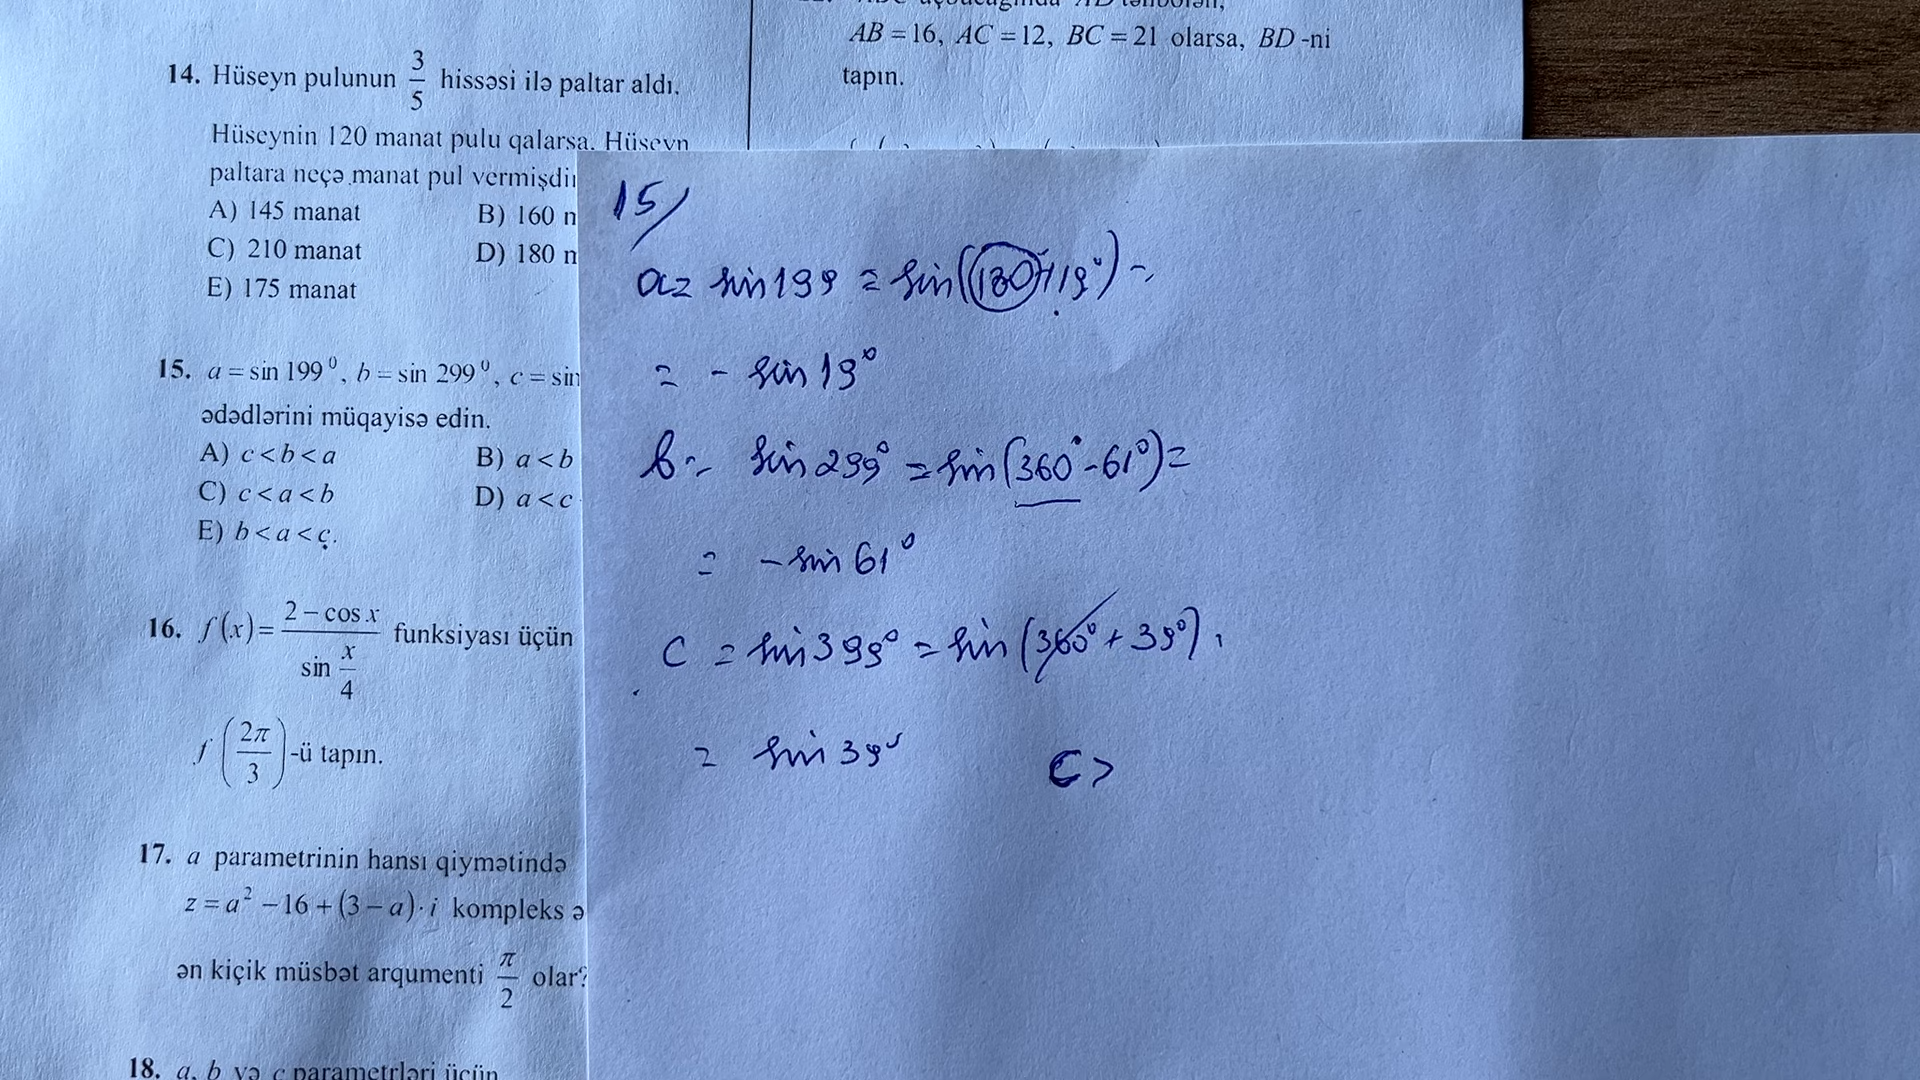 14. Hüseyn pulunun 3/5 hissəsi ilə paltar aldı.
Hüseynin 120 manat pulu qalarsa, Hüseyn
paltara neçə manat pul vermişdir
A) 145 manat B) 160 m
C) 210 manat D) 180 m
E) 175 manat
15. a = sin 199⁰, b = sin 299⁰, c = sin
ədədlərini müqayisə edin.
A) c < b < a B) a < b
C) c < a < b D) a < c
E) b < a < c.
16. f(x) = (2 − cos x)/(sin x/4) funksiyası üçün
f(2π/3)-ü tapın.
17. a parametrinin hansı qiymətində
z = a² − 16 + (3 − a)·i kompleks ə
ən kiçik müsbət arqumenti π/2 olar?
18. a, b və c parametrləri üçün
AB = 16, AC = 12, BC = 21 olarsa, BD -ni
tapın.
15/
a = sin 199 = sin(180°+19°) =
= - sin 19°
b = sin 299° = sin(360° - 61°) =
= - sin 61°
c = sin 399° = sin(360° + 39°) =
= sin 39° c >